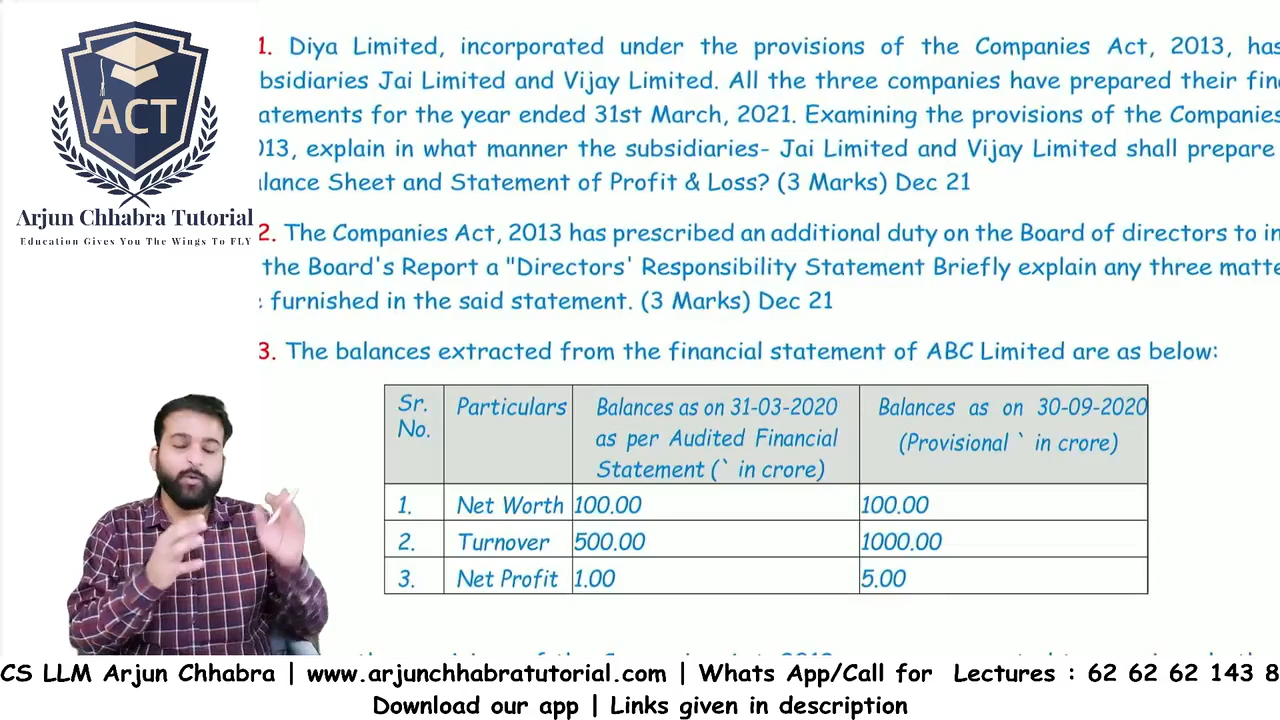 ACT
Arjun Chhabra Tutorial
Education Gives You The Wings To FLY
1. Diya Limited, incorporated under the provisions of the Companies Act, 2013, has
bsidiaries Jai Limited and Vijay Limited. All the three companies have prepared their fin
atements for the year ended 31st March, 2021. Examining the provisions of the Companies
013, explain in what manner the subsidiaries- Jai Limited and Vijay Limited shall prepare
lance Sheet and Statement of Profit & Loss? (3 Marks) Dec 21
2. The Companies Act, 2013 has prescribed an additional duty on the Board of directors to in
the Board's Report a "Directors' Responsibility Statement Briefly explain any three matte
furnished in the said statement. (3 Marks) Dec 21
3. The balances extracted from the financial statement of ABC Limited are as below:
Sr. No. Particulars Balances as on 31-03-2020 as per Audited Financial Statement (` in crore) Balances as on 30-09-2020 (Provisional ` in crore)
1. Net Worth 100.00 100.00
2. Turnover 500.00 1000.00
3. Net Profit 1.00 5.00
CS LLM Arjun Chhabra | www.arjunchhabratutorial.com | Whats App/Call for Lectures : 62 62 62 143 8
Download our app | Links given in description